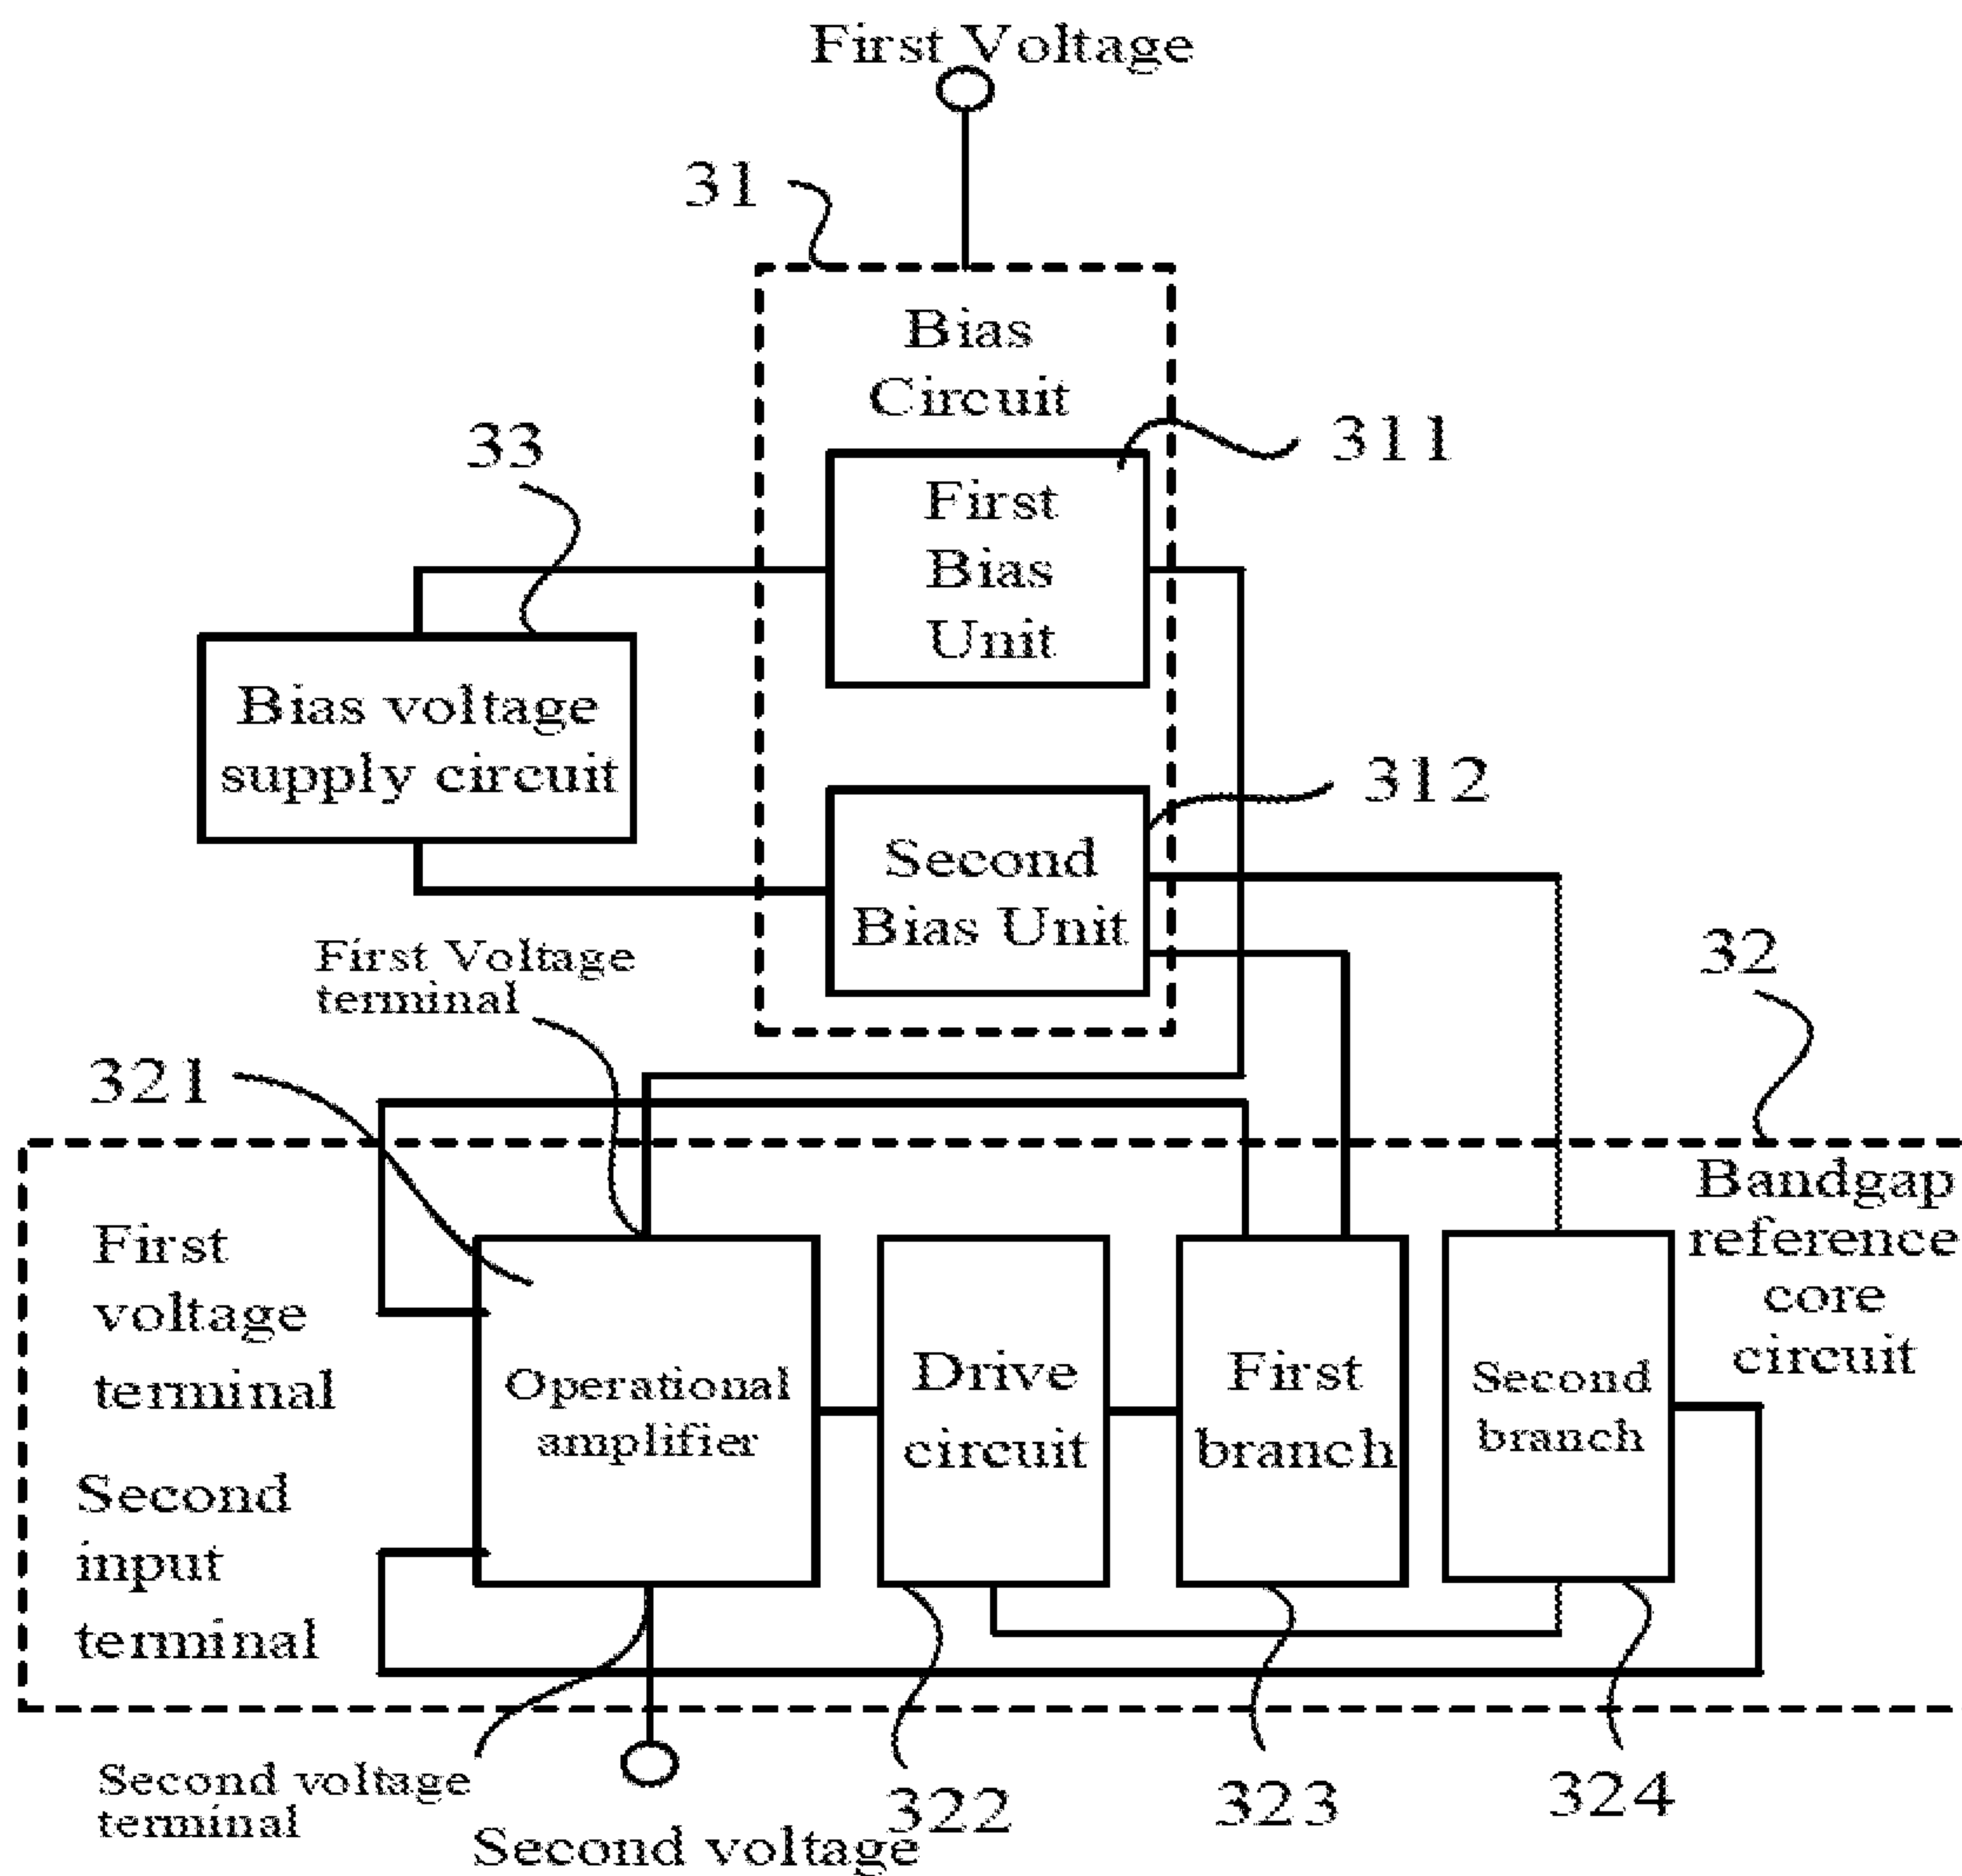 First Voltage
31
Bias
Circuit
311
33
First
Bias
Unit
Bias voltage
supply circuit
312
Second
Bias Unit
First Voltage
terminal
32
321
Bandgap
reference
core
circuit
First
voltage
terminal
Operational
amplifier
Drive
circuit
First
branch
Second
branch
Second
input
terminal
Second voltage
terminal
322
323
324
Second voltage